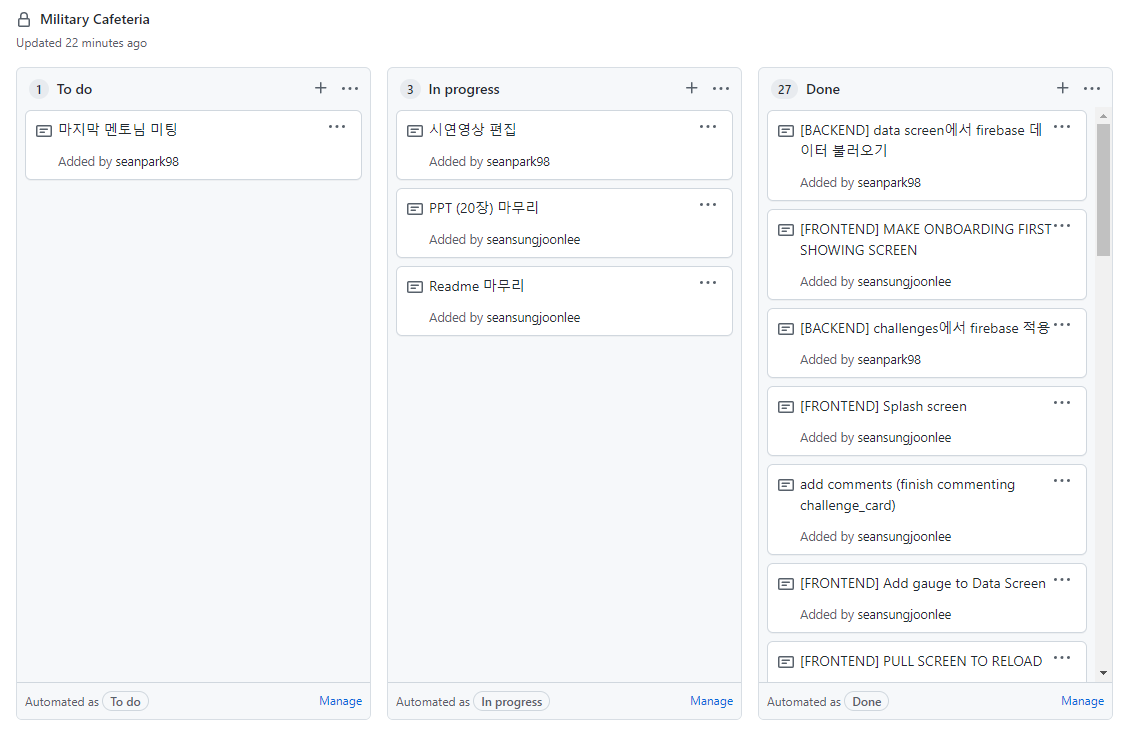 Military Cafeteria
Updated 22 minutes ago
1 To do
마지막 멘토님 미팅
Added by seanpark98
Automated as To do
Manage
3 In progress
시연영상 편집
Added by seanpark98
PPT (20장) 마무리
Added by seansungjoonlee
Readme 마무리
Added by seansungjoonlee
Automated as In progress
Manage
27 Done
[BACKEND] data screen에서 firebase 데
이터 불러오기
Added by seanpark98
[FRONTEND] MAKE ONBOARDING FIRST
SHOWING SCREEN
Added by seansungjoonlee
[BACKEND] challenges에서 firebase 적용
Added by seanpark98
[FRONTEND] Splash screen
Added by seansungjoonlee
add comments (finish commenting
challenge_card)
Added by seansungjoonlee
[FRONTEND] Add gauge to Data Screen
Added by seansungjoonlee
[FRONTEND] PULL SCREEN TO RELOAD
Automated as Done
Manage